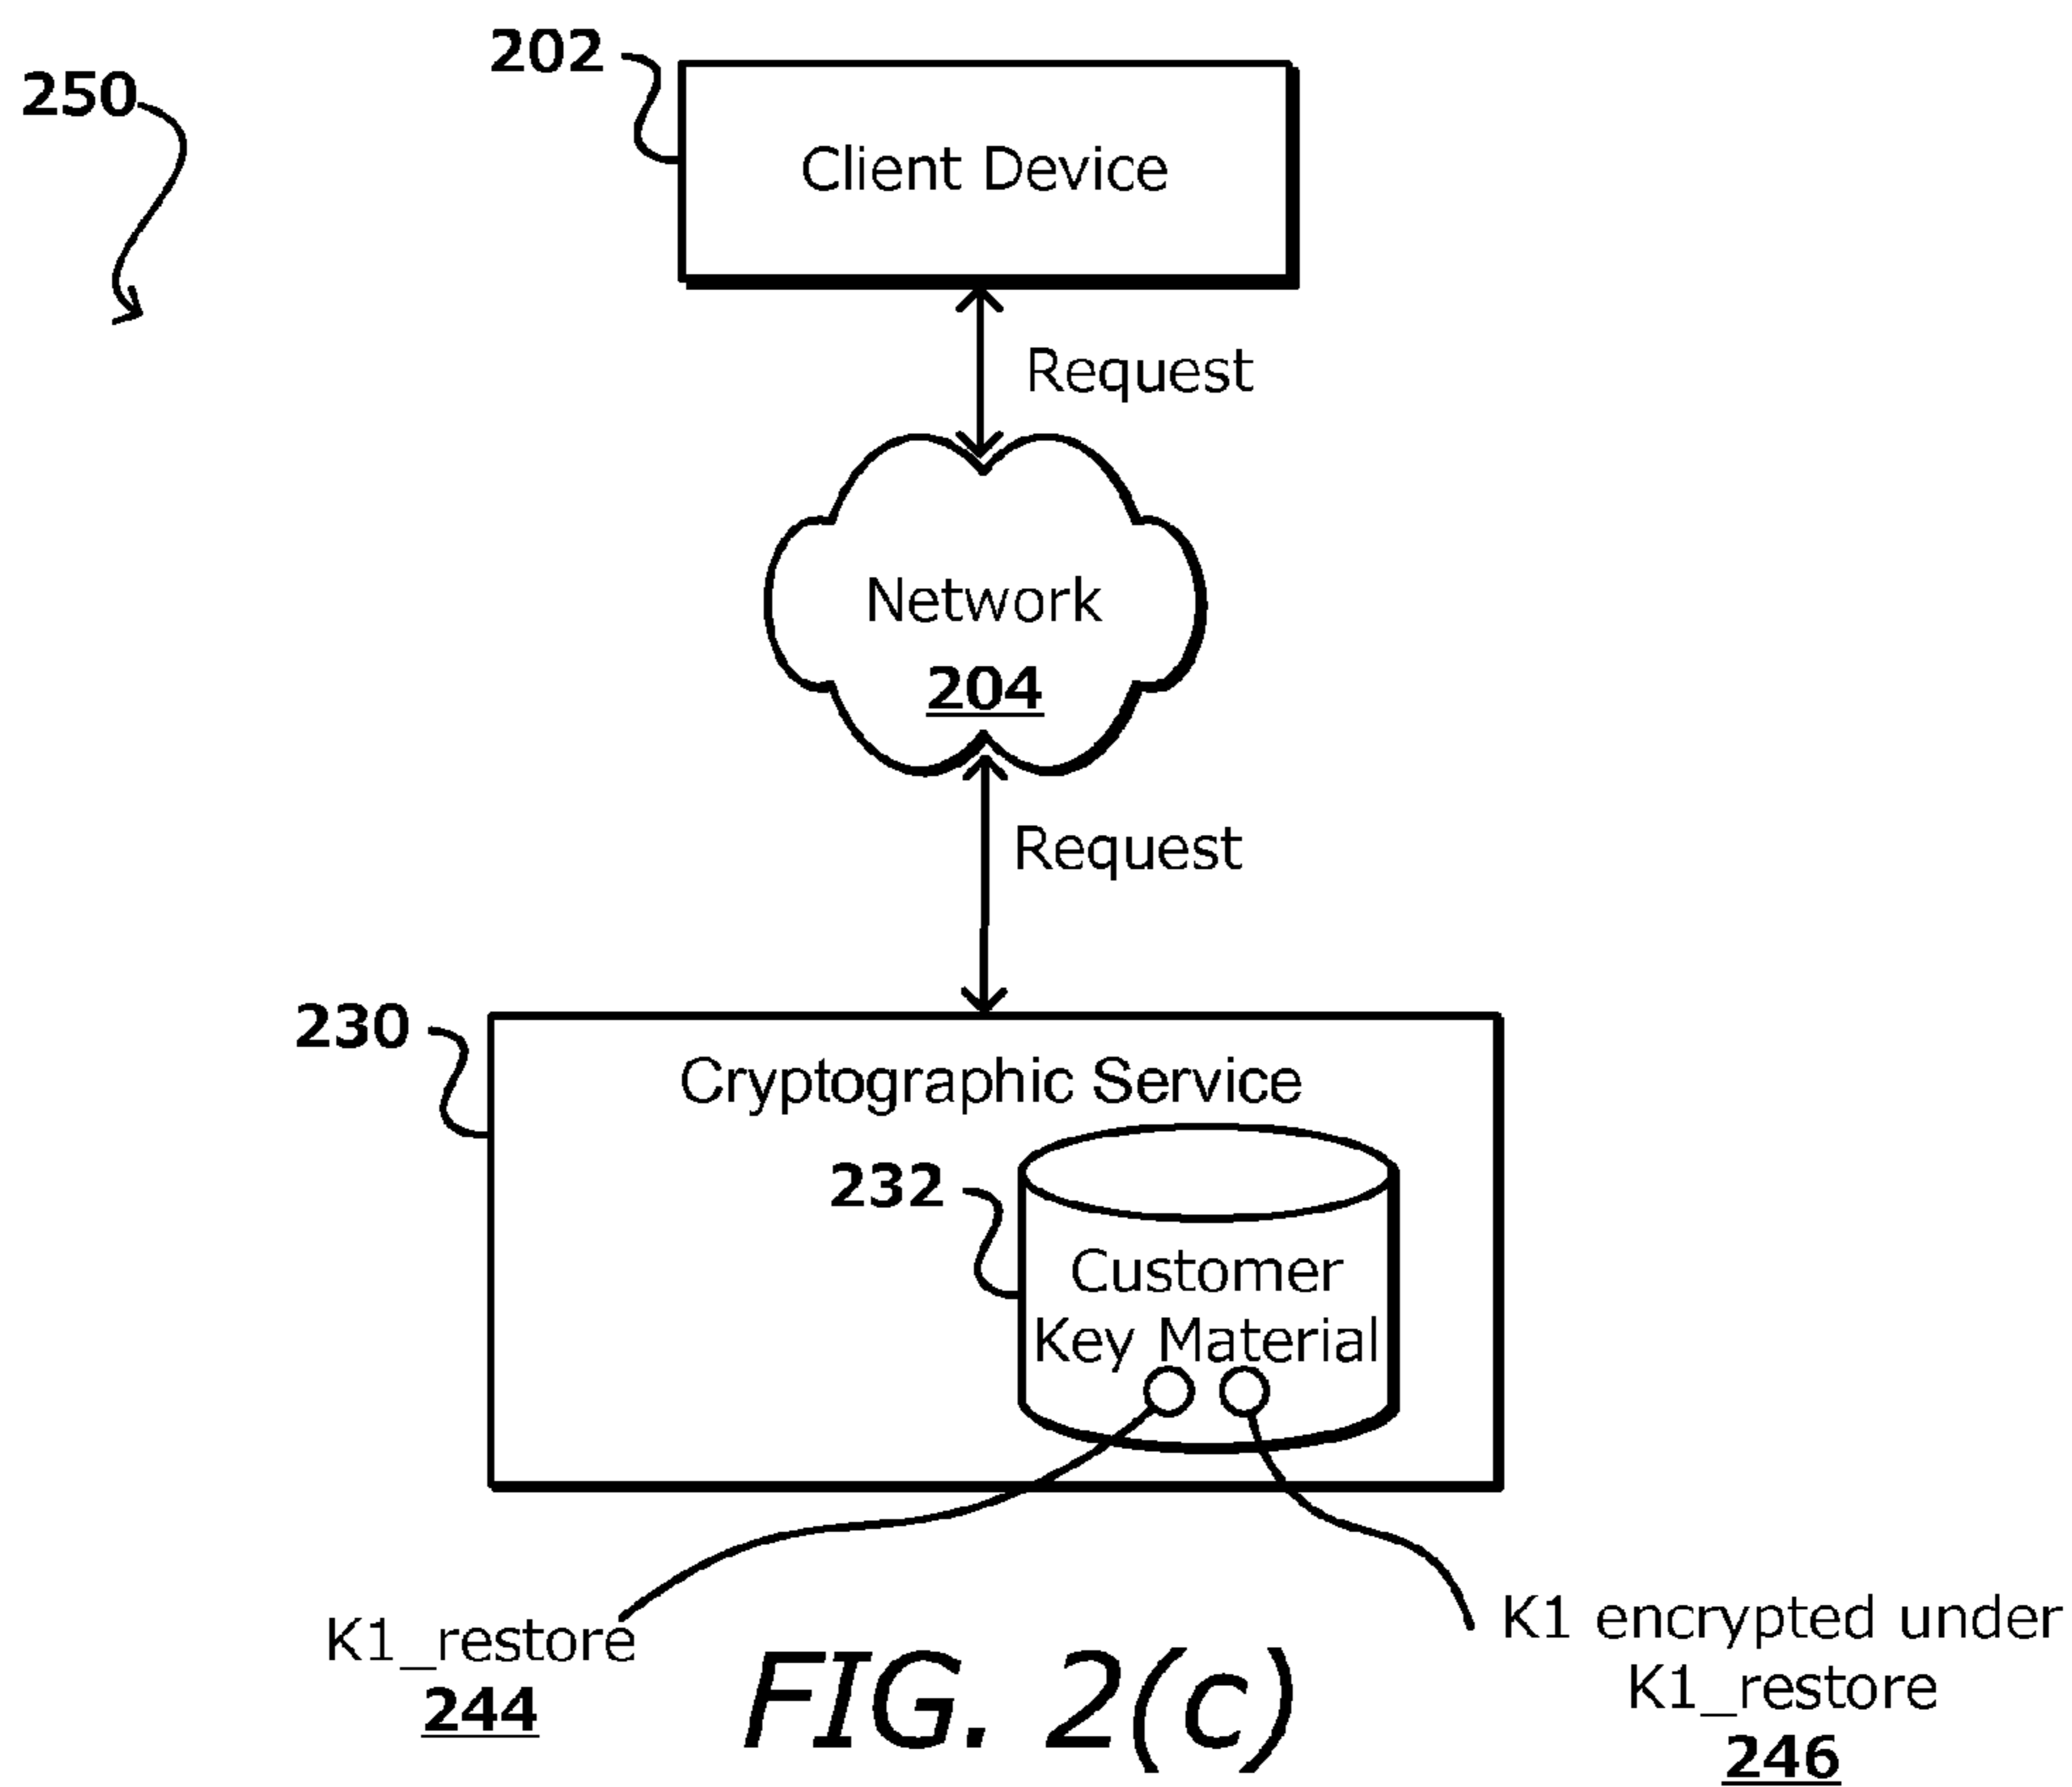 202
250
Client Device
Request
Network
204
Request
230
Cryptographic Service
232
Customer
Key Material
K1_restore
244
K1 encrypted under
K1_restore
246
FIG. 2(c)